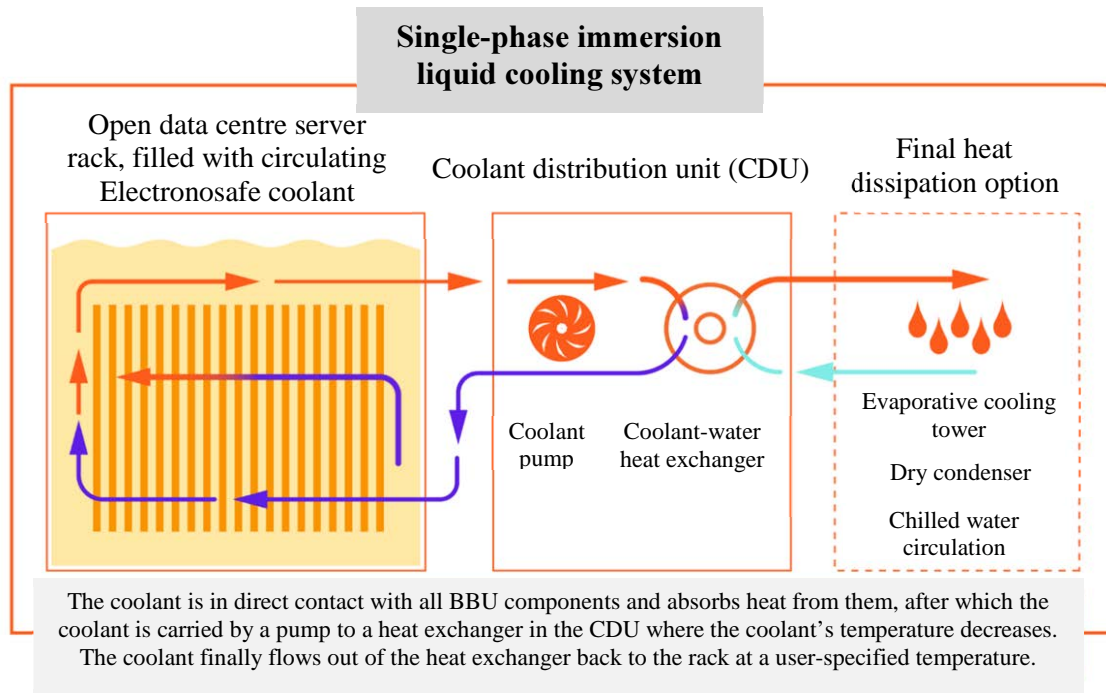 Single-phase immersion
liquid cooling system
Open data centre server
rack, filled with circulating
Electronosafe coolant
Coolant distribution unit (CDU)
Final heat
dissipation option
Coolant
pump
Coolant-water
heat exchanger
Evaporative cooling
tower
Dry condenser
Chilled water
circulation
The coolant is in direct contact with all BBU components and absorbs heat from them, after which the
coolant is carried by a pump to a heat exchanger in the CDU where the coolant’s temperature decreases.
The coolant finally flows out of the heat exchanger back to the rack at a user-specified temperature.